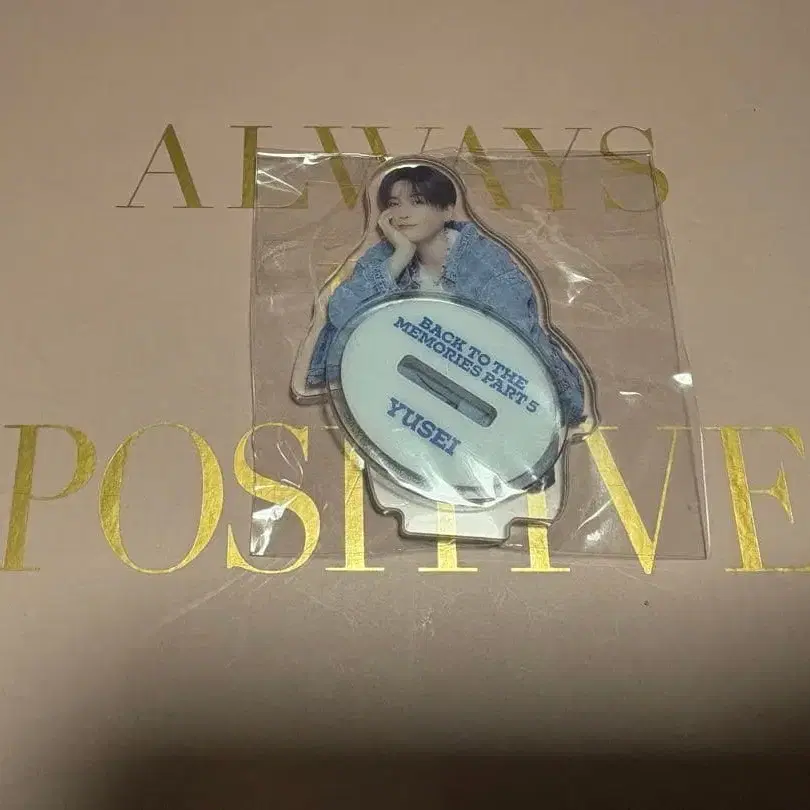 ALWAYS
BACK TO THE
MEMORIES PART 5
YUSEI
POSITIVE